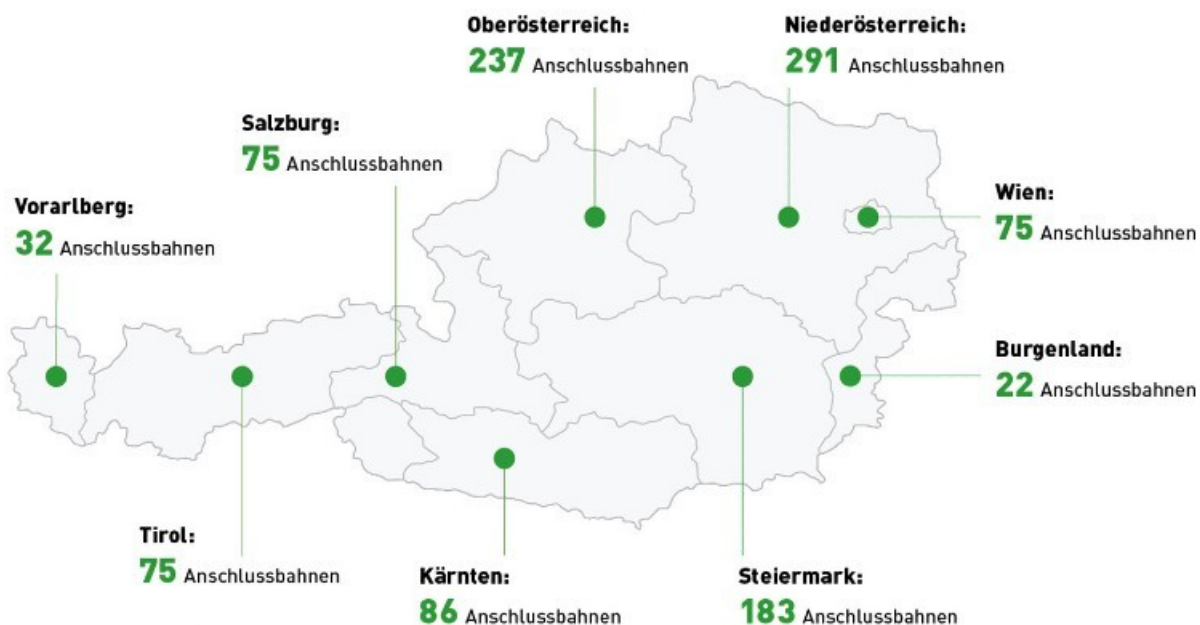 Oberösterreich:
237 Anschlussbahnen
Niederösterreich:
291 Anschlussbahnen
Salzburg:
75 Anschlussbahnen
Vorarlberg:
32 Anschlussbahnen
Wien:
75 Anschlussbahnen
Burgenland:
22 Anschlussbahnen
Tirol:
75 Anschlussbahnen
Kärnten:
86 Anschlussbahnen
Steiermark:
183 Anschlussbahnen